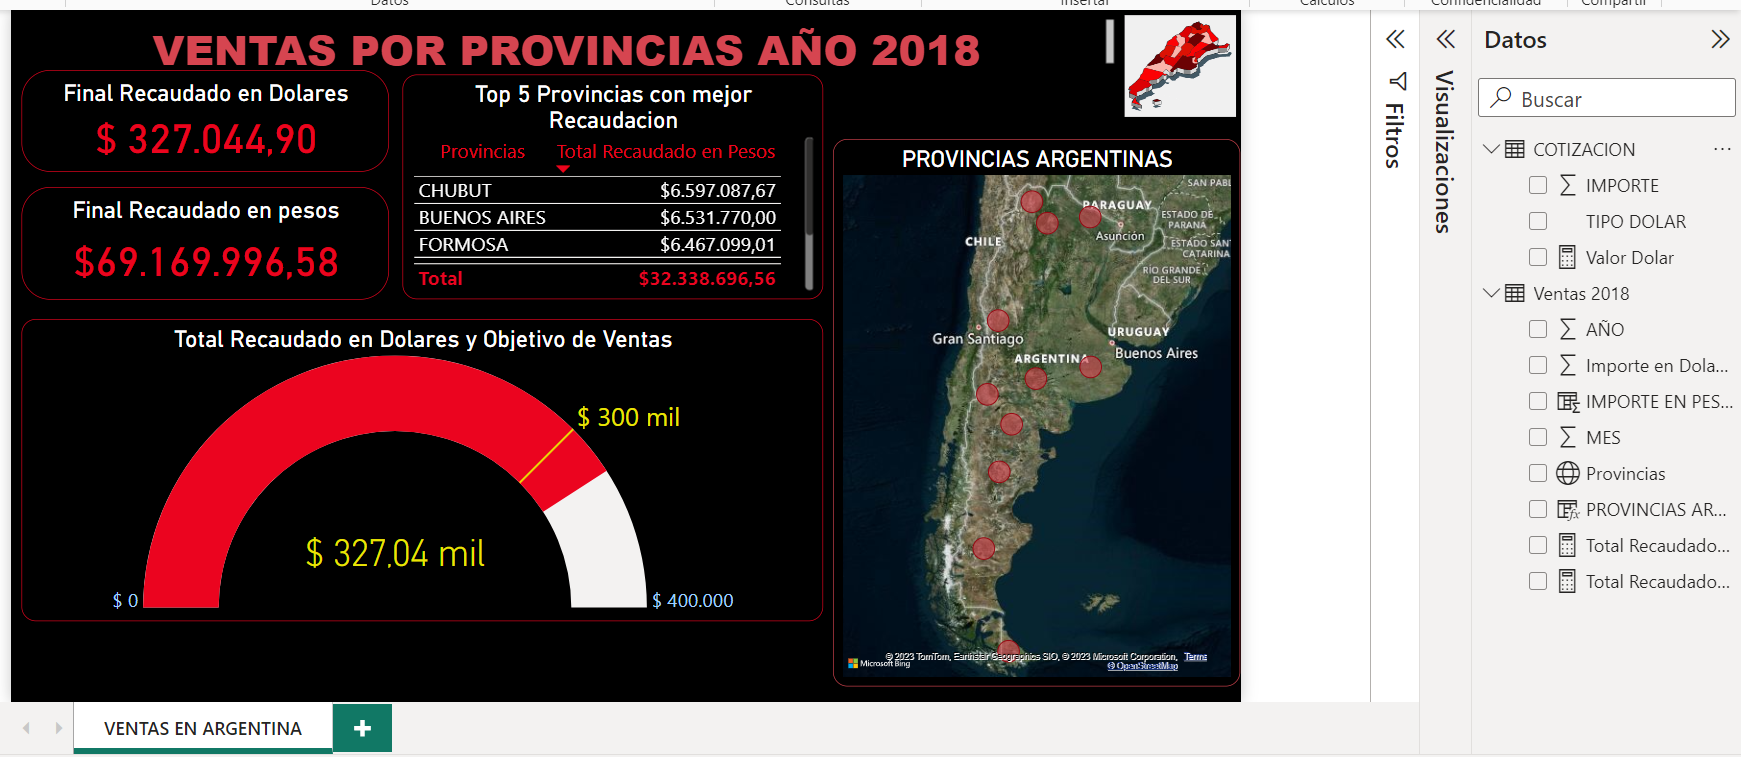 Datos
Consultas
Insertar
Cálculos
Confidencialidad
Compartir
VENTAS POR PROVINCIAS AÑO 2018
Final Recaudado en Dolares
$ 327.044,90
Final Recaudado en pesos
$69.169.996,58
Top 5 Provincias con mejor
Recaudacion
Provincias Total Recaudado en Pesos
CHUBUT $6.597.087,67
BUENOS AIRES $6.531.770,00
FORMOSA $6.467.099,01
Total $32.338.696,56
Total Recaudado en Dolares y Objetivo de Ventas
$ 300 mil
$ 327,04 mil
$ 0
$ 400.000
PROVINCIAS ARGENTINAS
SAN PABL
PARAGUAY
ESTADO DE
PARANÁ
Asunción
CHILE
ESTADO SAN
CATARINA
RÍO GRANDE
DEL SUR
URUGUAY
Gran Santiago
ARGENTINA
Buenos Aires
Microsoft Bing
© 2023 TomTom, Earthstar Geographics SIO, © 2023 Microsoft Corporation, Terms
© OpenStreetMap
Filtros
Visualizaciones
Datos
Buscar
COTIZACION
IMPORTE
TIPO DOLAR
Valor Dolar
Ventas 2018
AÑO
Importe en Dola...
IMPORTE EN PES...
MES
Provincias
PROVINCIAS AR...
Total Recaudado...
Total Recaudado...
VENTAS EN ARGENTINA